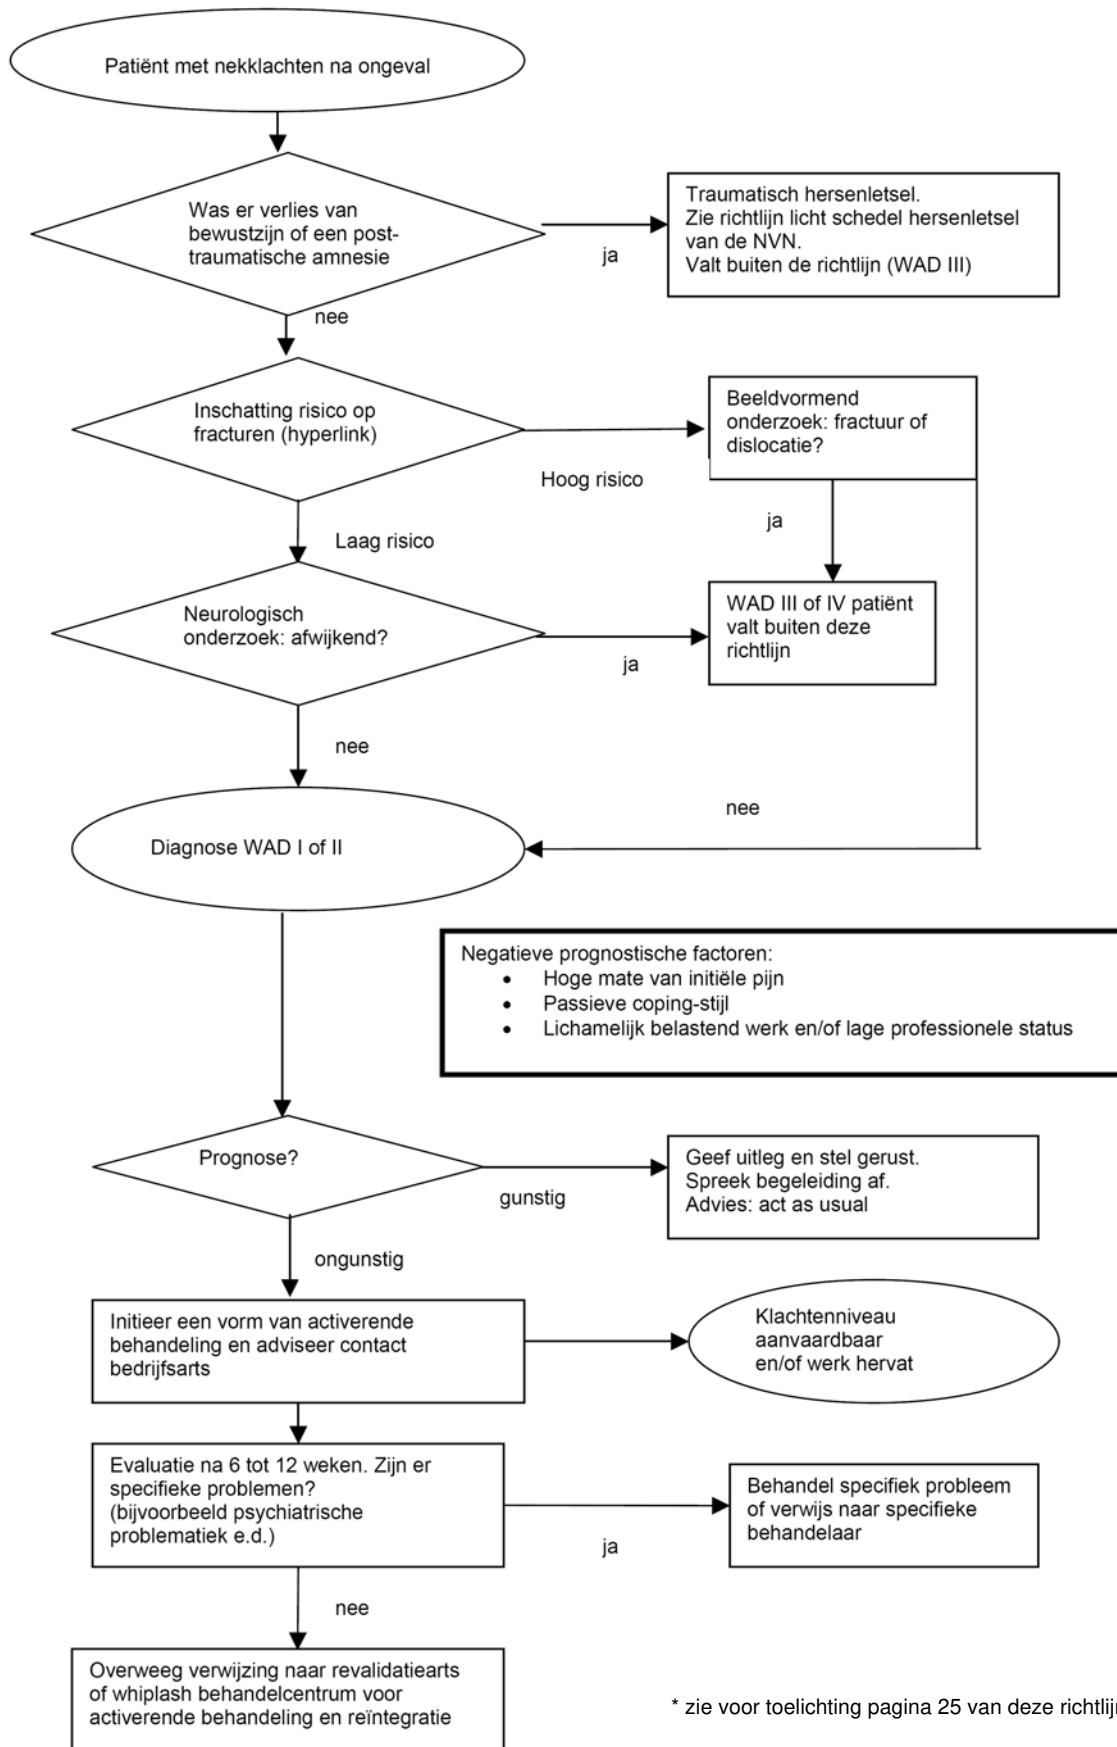 Patiënt met nekklachten na ongeval
Was er verlies van
bewustzijn of een post-
traumatische amnesie
ja
Traumatisch hersenletsel.
Zie richtlijn licht schedel hersenletsel
van de NVN.
Valt buiten de richtlijn (WAD III)
nee
Inschatting risico op
fracturen (hyperlink)
Hoog risico
Beeldvormend
onderzoek: fractuur of
dislocatie?
ja
Laag risico
Neurologisch
onderzoek: afwijkend?
ja
WAD III of IV patiënt
valt buiten deze
richtlijn
nee
nee
Diagnose WAD I of II
Negatieve prognostische factoren:
• Hoge mate van initiële pijn
• Passieve coping-stijl
• Lichamelijk belastend werk en/of lage professionele status
Prognose?
gunstig
Geef uitleg en stel gerust.
Spreek begeleiding af.
Advies: act as usual
ongunstig
Initieer een vorm van activerende
behandeling en adviseer contact
bedrijfsarts
Klachtenniveau
aanvaardbaar
en/of werk hervat
Evaluatie na 6 tot 12 weken. Zijn er
specifieke problemen?
(bijvoorbeeld psychiatrische
problematiek e.d.)
ja
Behandel specifiek probleem
of verwijs naar specifieke
behandelaar
nee
Overweeg verwijzing naar revalidatiearts
of whiplash behandelcentrum voor
activerende behandeling en reïntegratie
* zie voor toelichting pagina 25 van deze richtlijn